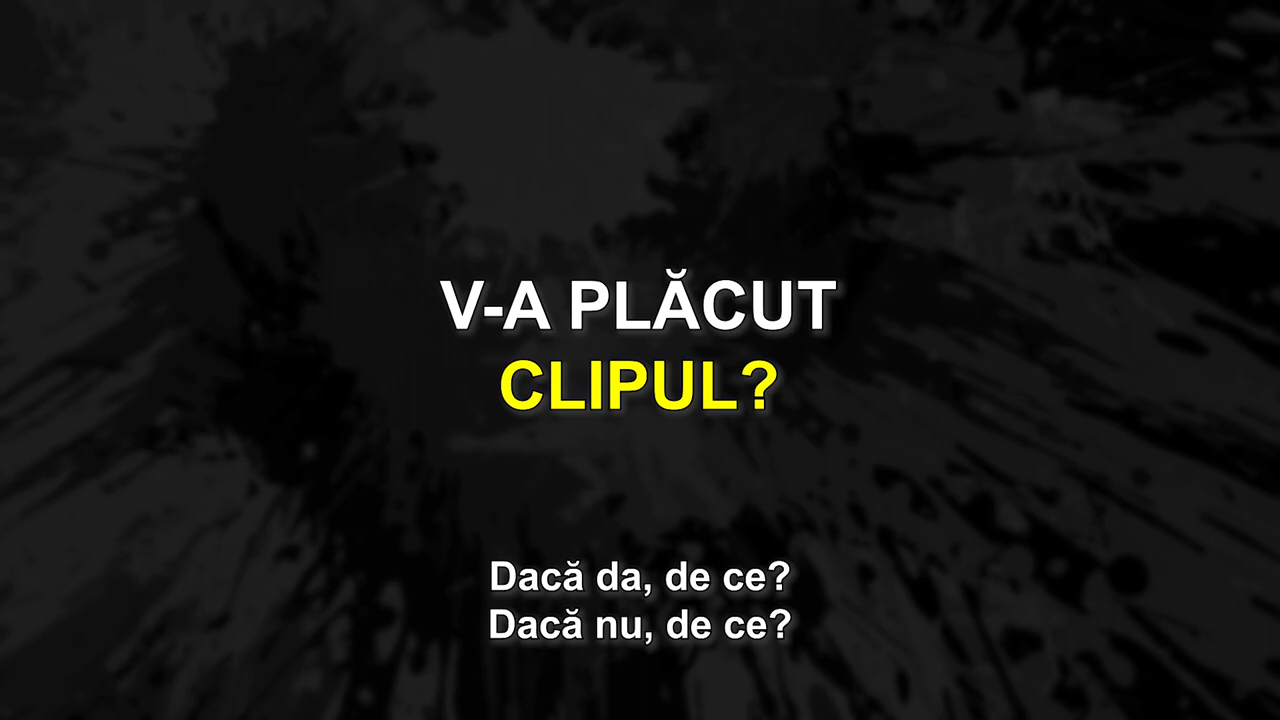 V-A PLĂCUT
CLIPUL?
Dacă da, de ce?
Dacă nu, de ce?